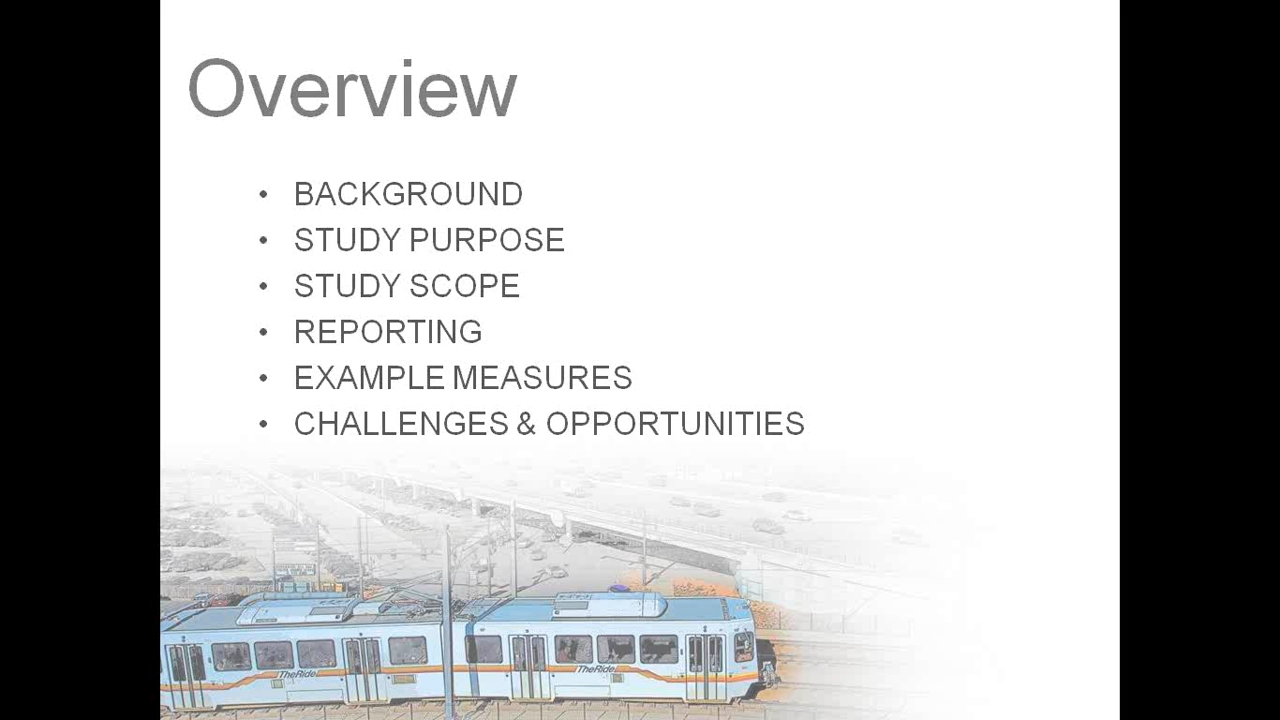 Overview
• BACKGROUND
• STUDY PURPOSE
• STUDY SCOPE
• REPORTING
• EXAMPLE MEASURES
• CHALLENGES & OPPORTUNITIES
TheRide
TheRide